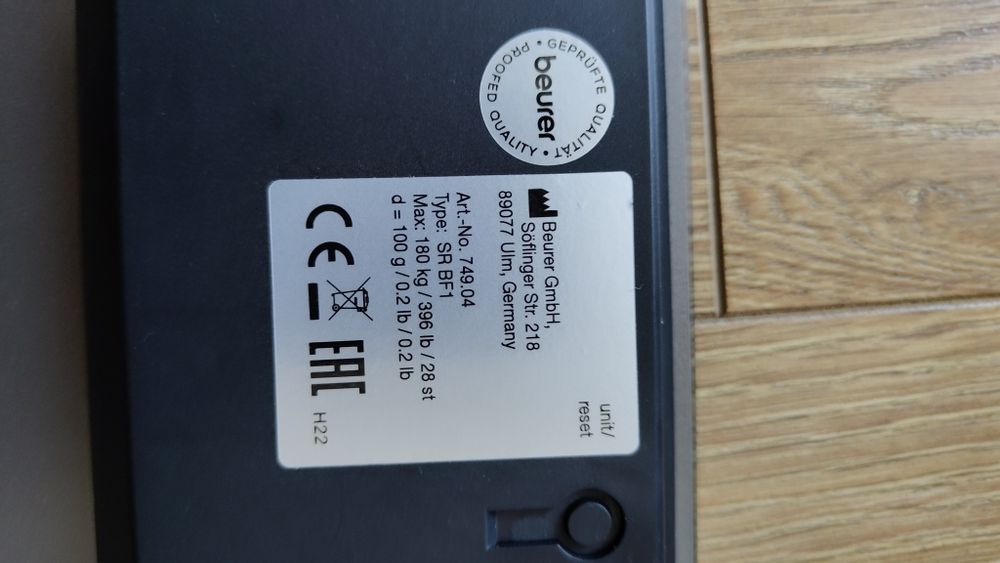 GEPRÜFTE QUALITÄT • PROOFED QUALITY •
beurer
Beurer GmbH,
Söflinger Str. 218
89077 Ulm, Germany
unit/
reset
Art.-No. 749.04
Type: SR BF1
Max: 180 kg / 396 lb / 28 st
d = 100 g / 0.2 lb / 0.2 lb
CE EAC H22